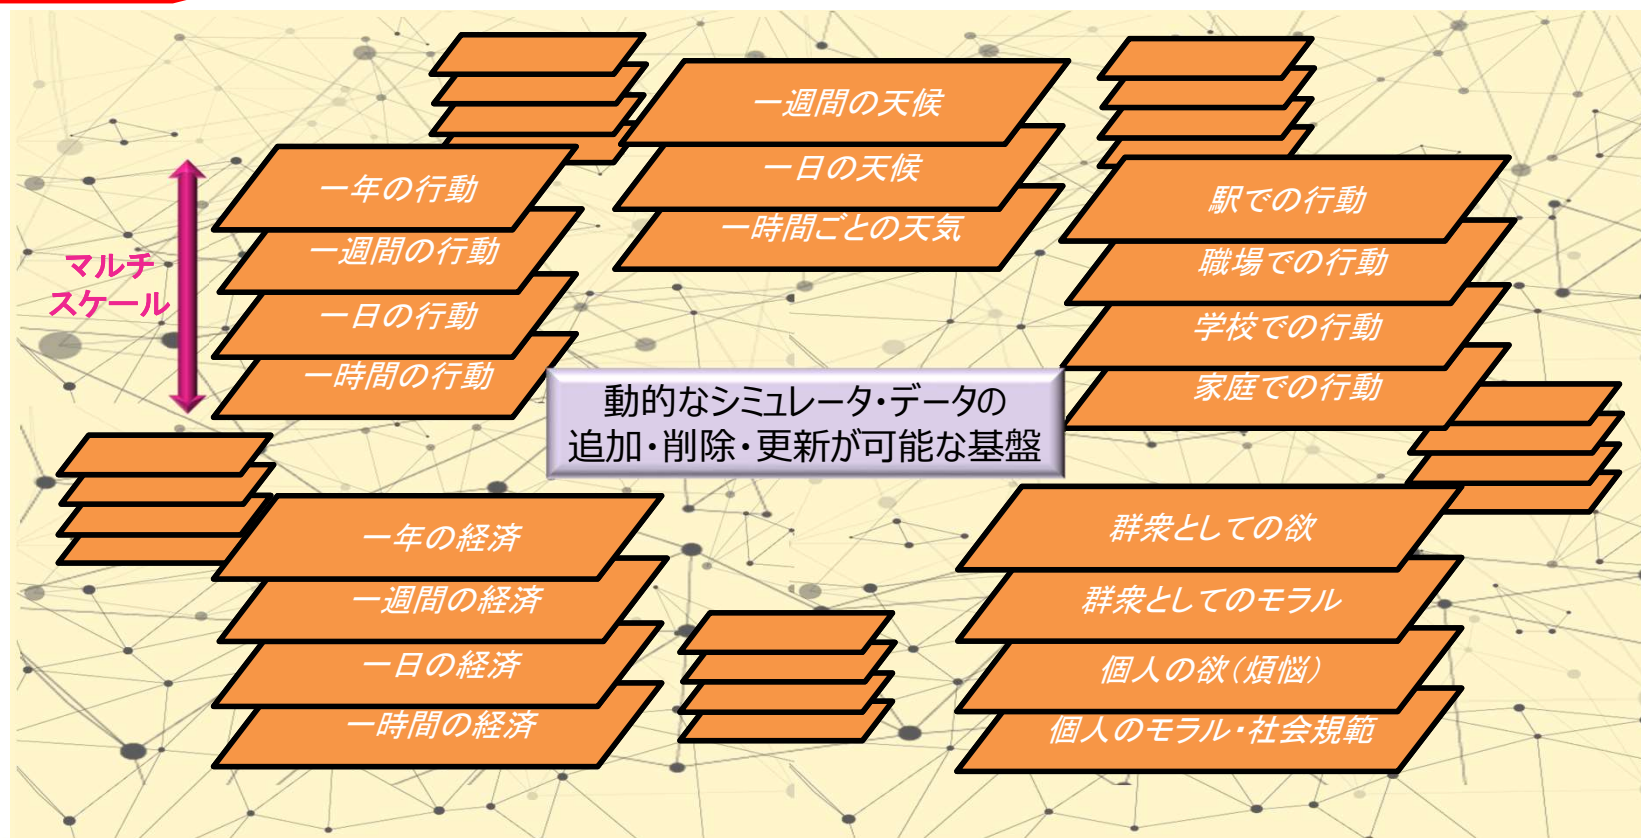 一週間の天候
一日の天候
一時間ごとの天気
一年の行動
一週間の行動
一日の行動
一時間の行動
マルチ
スケール
駅での行動
職場での行動
学校での行動
家庭での行動
動的なシミュレータ・データの
追加・削除・更新が可能な基盤
一年の経済
一週間の経済
一日の経済
一時間の経済
群衆としての欲
群衆としてのモラル
個人の欲(煩悩)
個人のモラル・社会規範